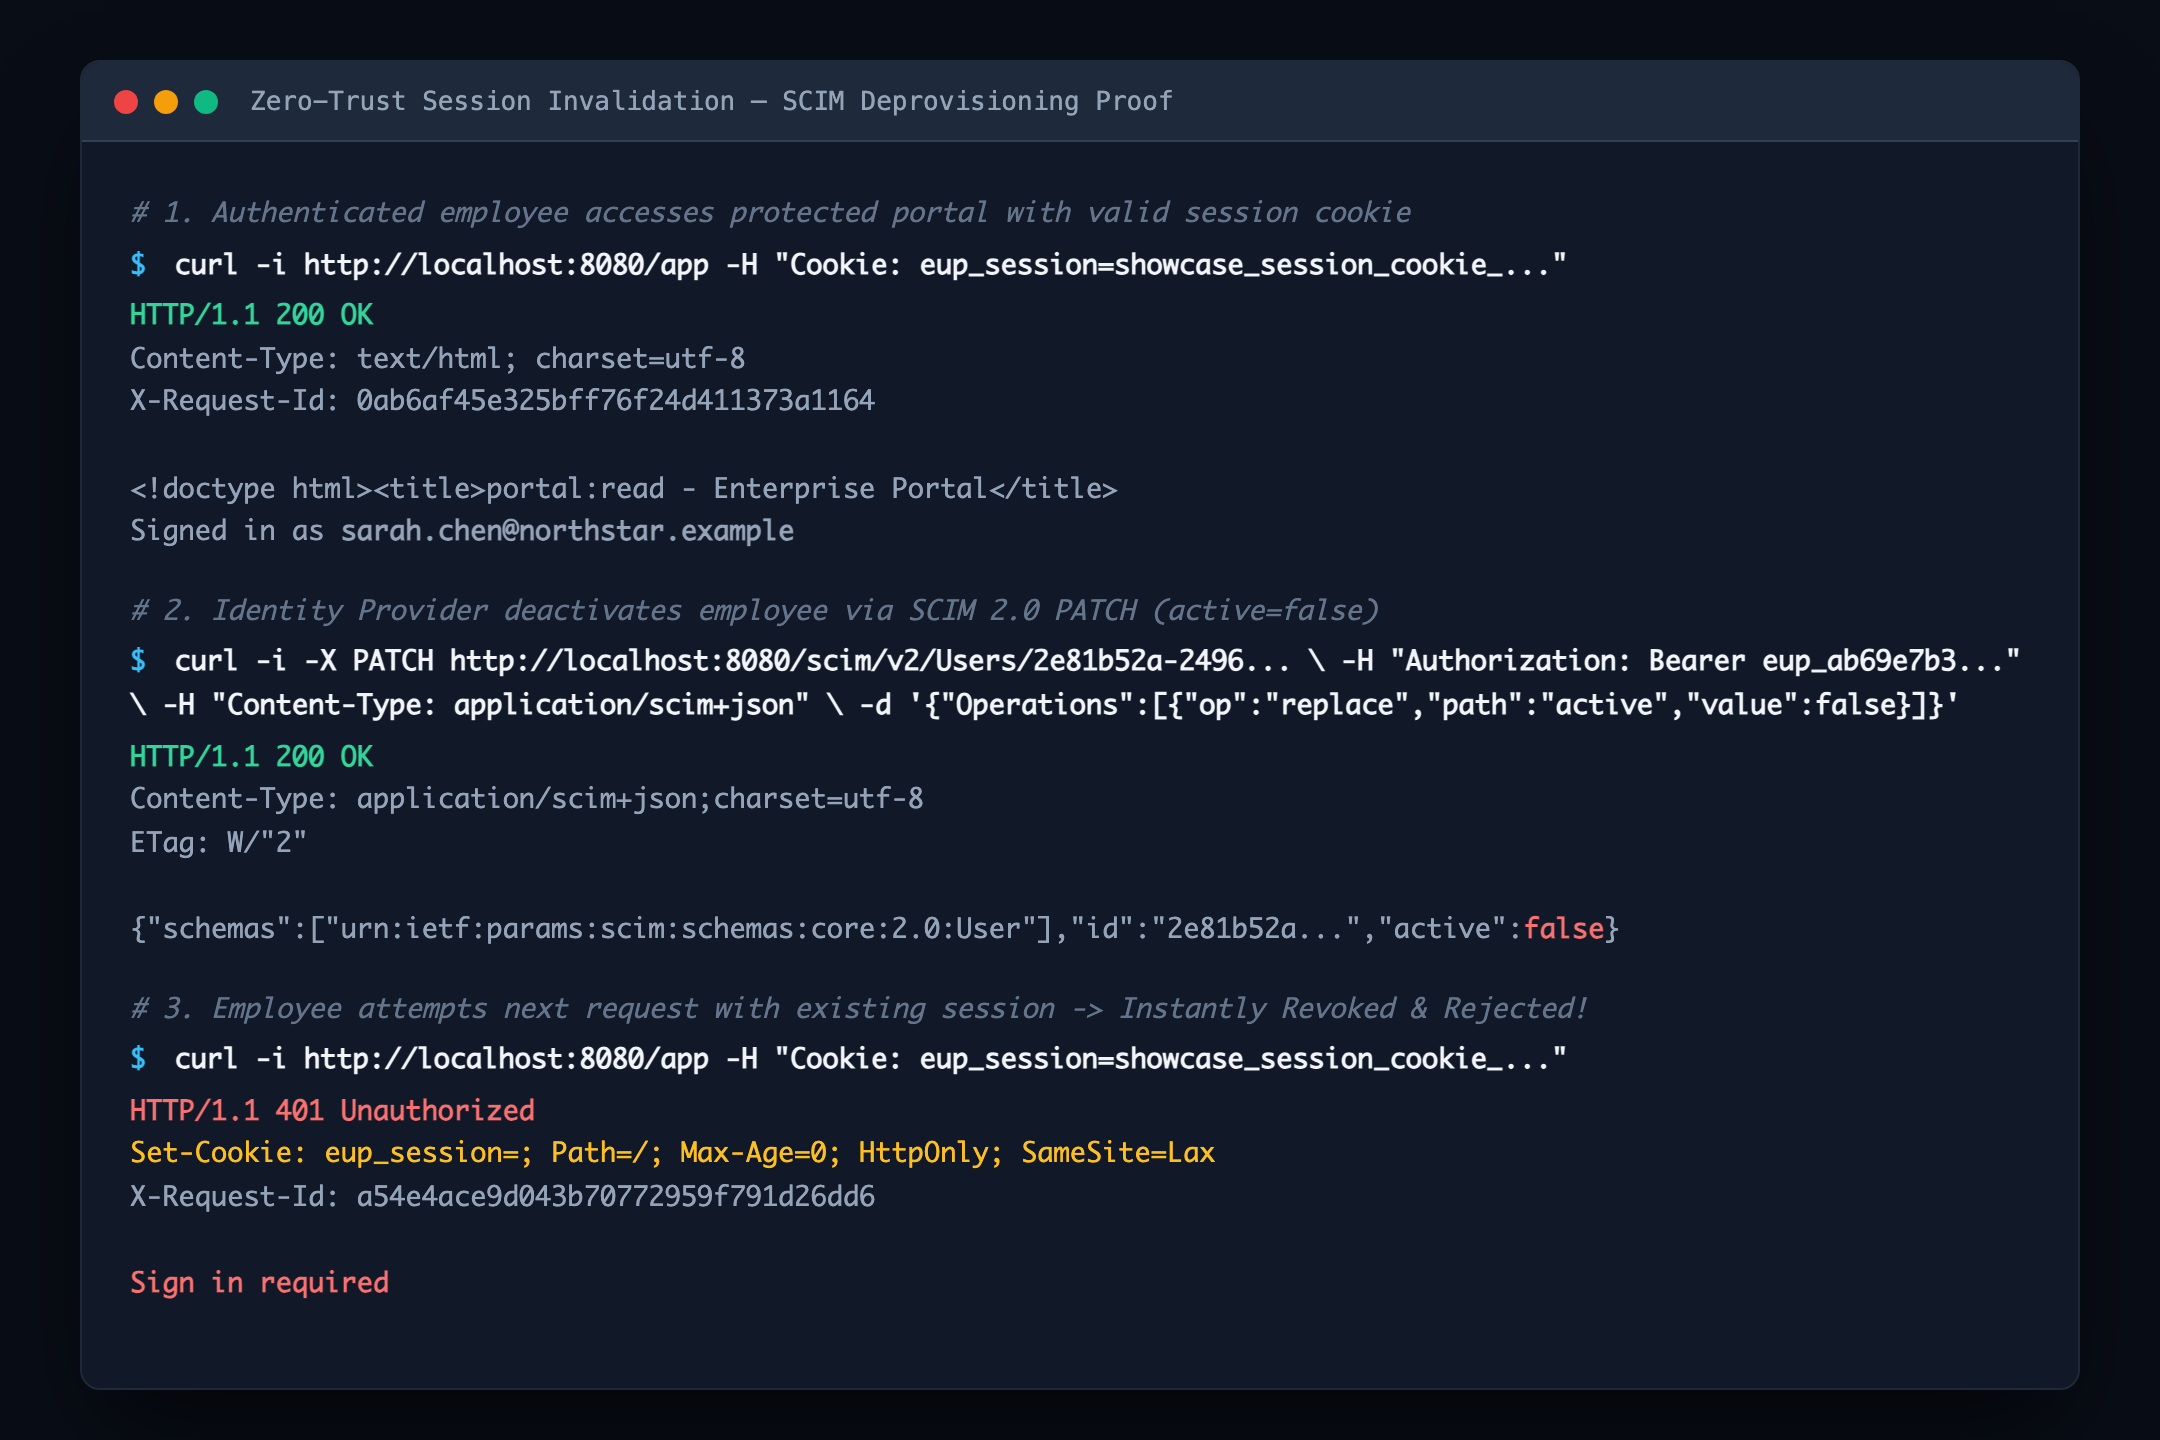 Zero-Trust Session Invalidation — SCIM Deprovisioning Proof
# 1. Authenticated employee accesses protected portal with valid session cookie
$ curl -i http://localhost:8080/app -H "Cookie: eup_session=showcase_session_cookie_..."
HTTP/1.1 200 OK
Content-Type: text/html; charset=utf-8
X-Request-Id: 0ab6af45e325bff76f24d411373a1164
<!doctype html><title>portal:read - Enterprise Portal</title>
Signed in as sarah.chen@northstar.example
# 2. Identity Provider deactivates employee via SCIM 2.0 PATCH (active=false)
$ curl -i -X PATCH http://localhost:8080/scim/v2/Users/2e81b52a-2496... \ -H "Authorization: Bearer eup_ab69e7b3..."
\ -H "Content-Type: application/scim+json" \ -d '{"Operations":[{"op":"replace","path":"active","value":false}]}'
HTTP/1.1 200 OK
Content-Type: application/scim+json;charset=utf-8
ETag: W/"2"
{"schemas":["urn:ietf:params:scim:schemas:core:2.0:User"],"id":"2e81b52a...","active":false}
# 3. Employee attempts next request with existing session -> Instantly Revoked & Rejected!
$ curl -i http://localhost:8080/app -H "Cookie: eup_session=showcase_session_cookie_..."
HTTP/1.1 401 Unauthorized
Set-Cookie: eup_session=; Path=/; Max-Age=0; HttpOnly; SameSite=Lax
X-Request-Id: a54e4ace9d043b70772959f791d26dd6
Sign in required